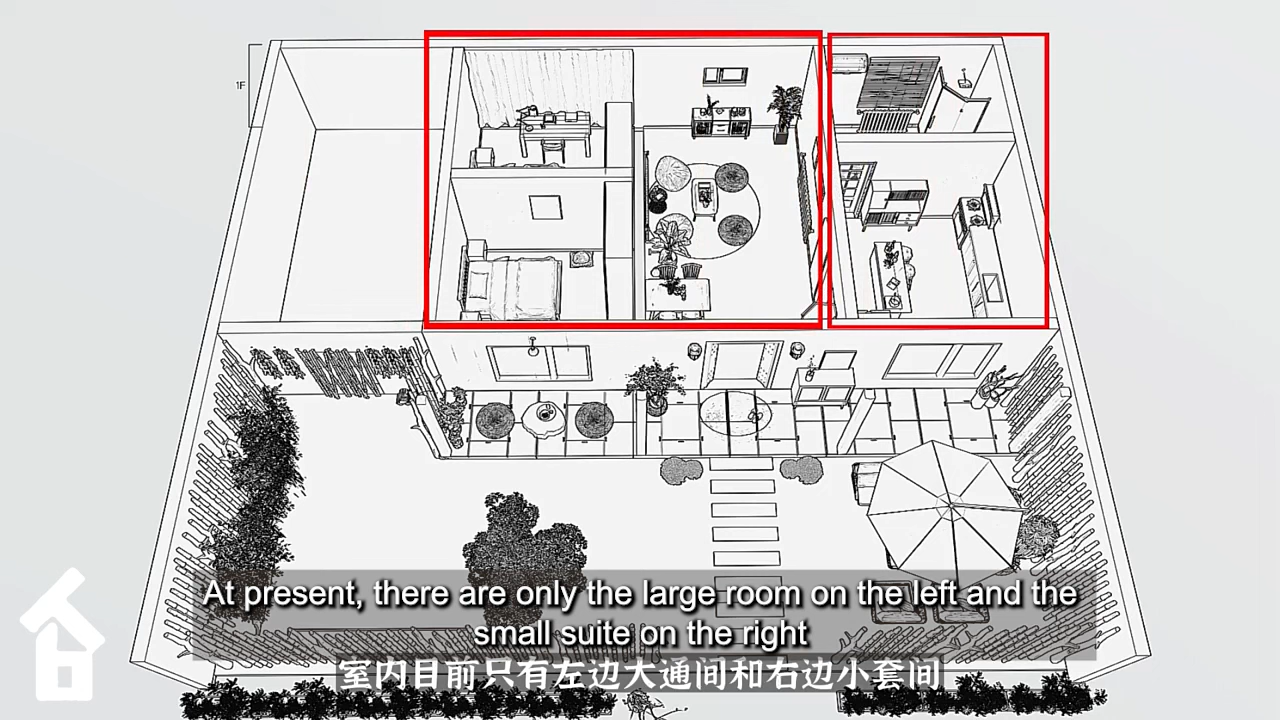 1F
At present, there are only the large room on the left and the
small suite on the right
室内目前只有左边大通间和右边小套间